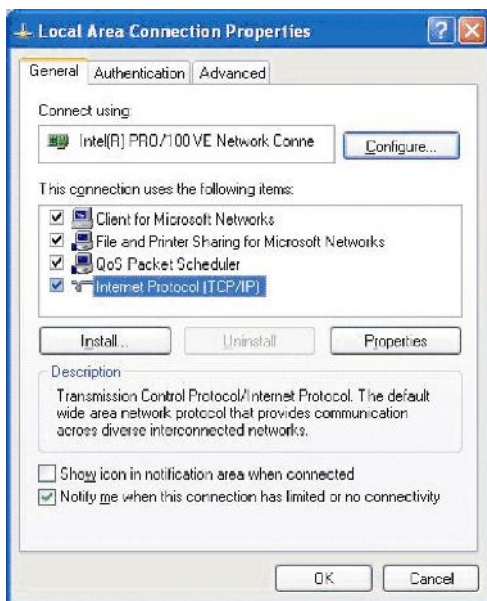 Local Area Connection Properties
General Authentication Advanced
Connect using:
Intel(R) PRO/100 VE Network Conne
Configure...
This connection uses the following items:
Client for Microsoft Networks
File and Printer Sharing for Microsoft Networks
QoS Packet Scheduler
Internet Protocol (TCP/IP)
Install... Uninstall Properties
Description
Transmission Control Protocol/Internet Protocol. The default
wide area network protocol that provides communication
across diverse interconnected networks.
Show icon in notification area when connected
Notify me when this connection has limited or no connectivity
OK Cancel